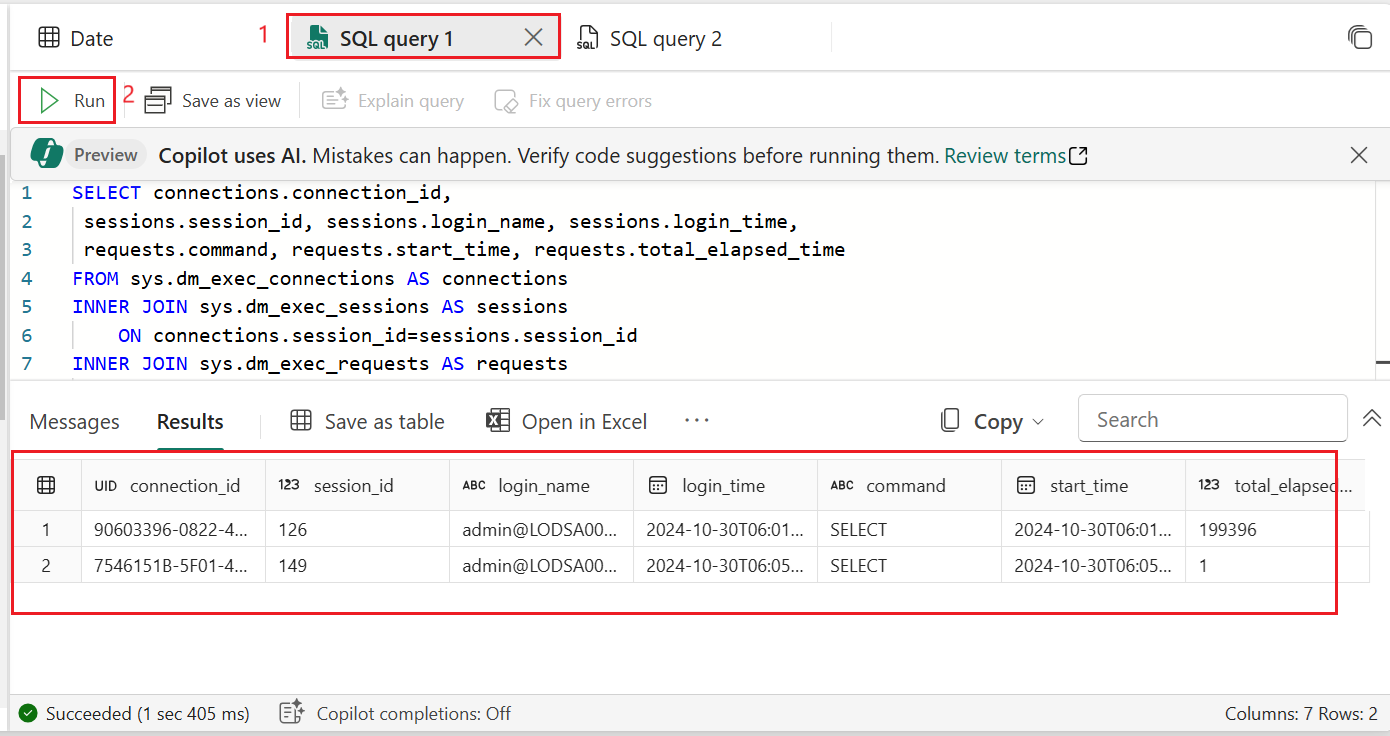 Date 1 SQL query 1 SQL query 2
Run 2 Save as view Explain query Fix query errors
Preview Copilot uses AI. Mistakes can happen. Verify code suggestions before running them. Review terms
1 SELECT connections.connection_id,
2 sessions.session_id, sessions.login_name, sessions.login_time,
3 requests.command, requests.start_time, requests.total_elapsed_time
4 FROM sys.dm_exec_connections AS connections
5 INNER JOIN sys.dm_exec_sessions AS sessions
6 ON connections.session_id=sessions.session_id
7 INNER JOIN sys.dm_exec_requests AS requests
Messages Results Save as table Open in Excel ... Copy Search
UID connection_id 123 session_id ABC login_name login_time ABC command start_time 123 total_elapsed...
1 90603396-0822-4... 126 admin@LODSA00... 2024-10-30T06:01... SELECT 2024-10-30T06:01... 199396
2 7546151B-5F01-4... 149 admin@LODSA00... 2024-10-30T06:05... SELECT 2024-10-30T06:05... 1
Succeeded (1 sec 405 ms) Copilot completions: Off Columns: 7 Rows: 2